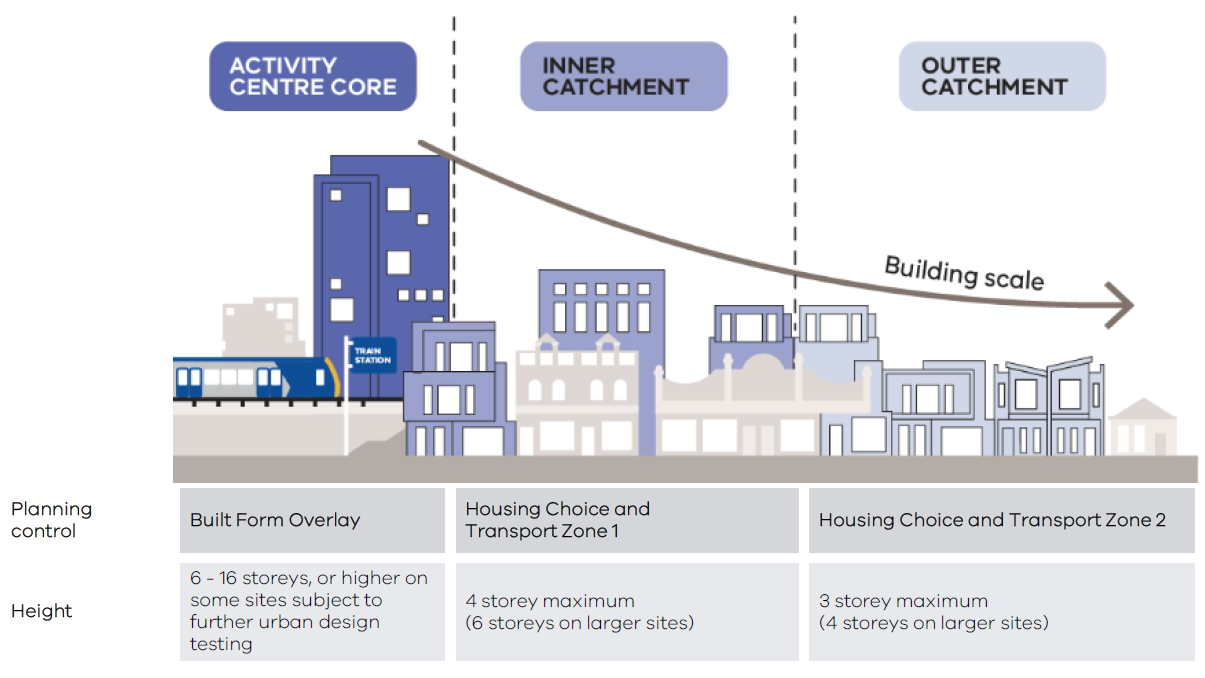 ACTIVITY
CENTRE CORE
INNER
CATCHMENT
OUTER
CATCHMENT
Building scale
TRAIN
STATION
Planning
control
Built Form Overlay
Housing Choice and
Transport Zone 1
Housing Choice and Transport Zone 2
Height
6 - 16 storeys, or higher on
some sites subject to
further urban design
testing
4 storey maximum
(6 storeys on larger sites)
3 storey maximum
(4 storeys on larger sites)